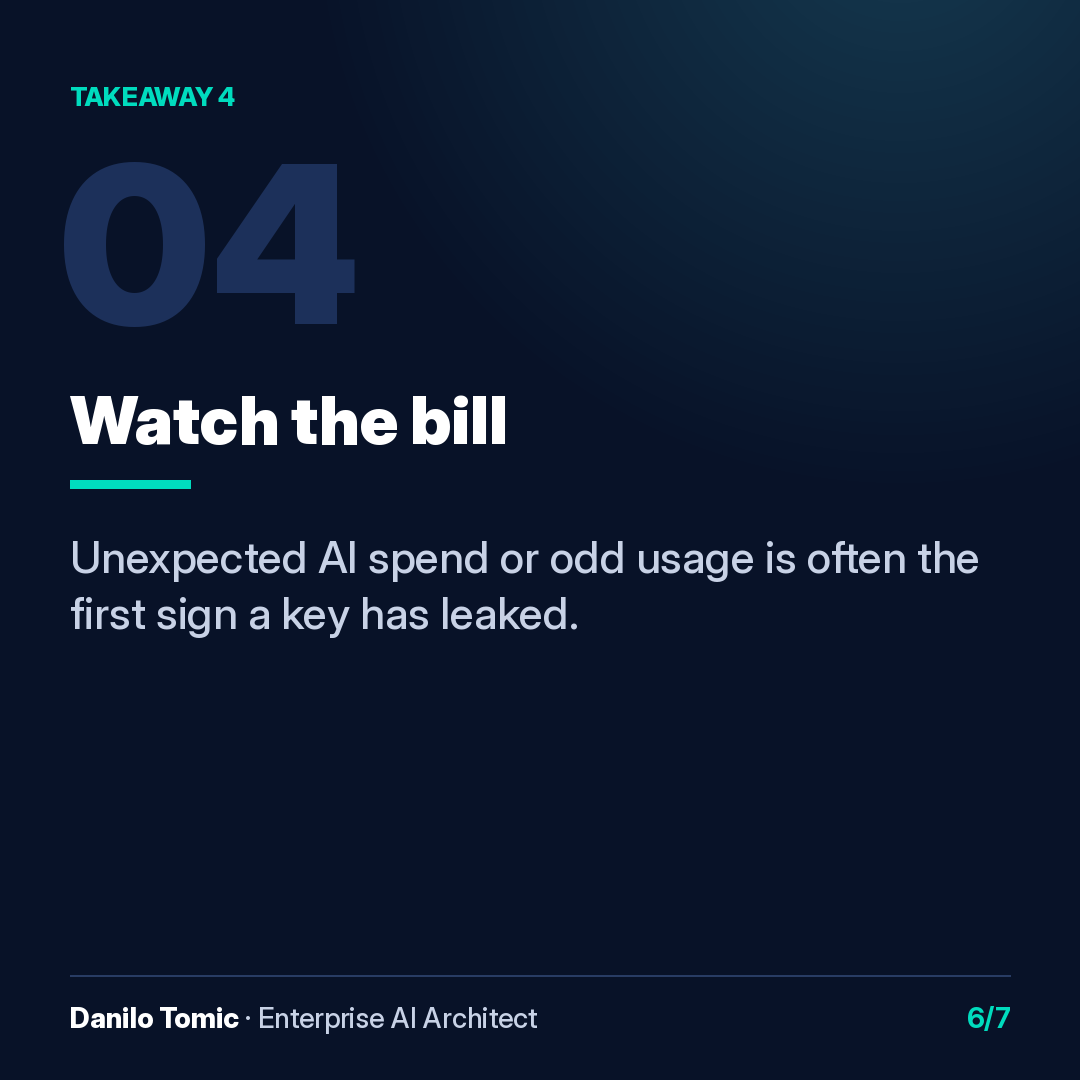 TAKEAWAY 4
04
Watch the bill
Unexpected AI spend or odd usage is often the
first sign a key has leaked.
Danilo Tomic · Enterprise AI Architect
6/7